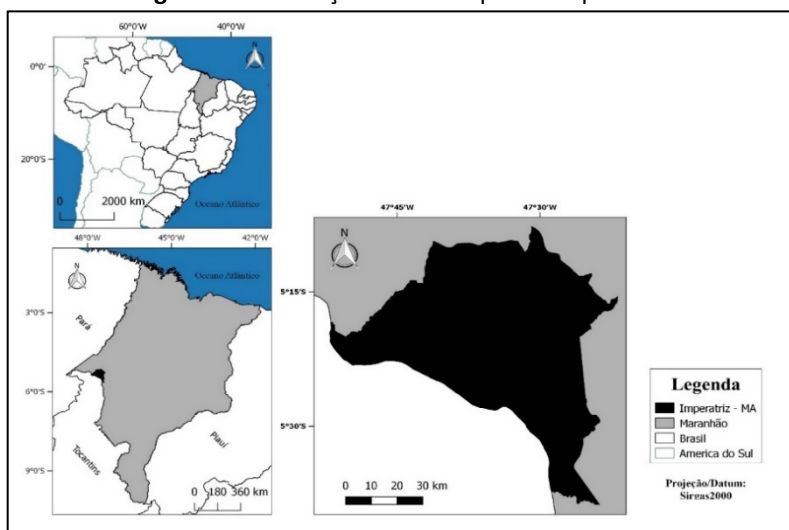 60°0'W 40°0'W
N
0°0'
20°0'S
0 2000 km
Oceano Atlântico
48°0'W 45°0'W 42°0'W
N
Oceano Atlântico
3°0'S
Pará
6°0'S
Piauí
Tocantins
9°0'S
0 180 360 km
47°45'W 47°30'W
N
5°15'S
5°30'S
0 10 20 30 km
Legenda
Imperatriz - MA
Maranhão
Brasil
America do Sul
Projeção/Datum:
Sirgas2000